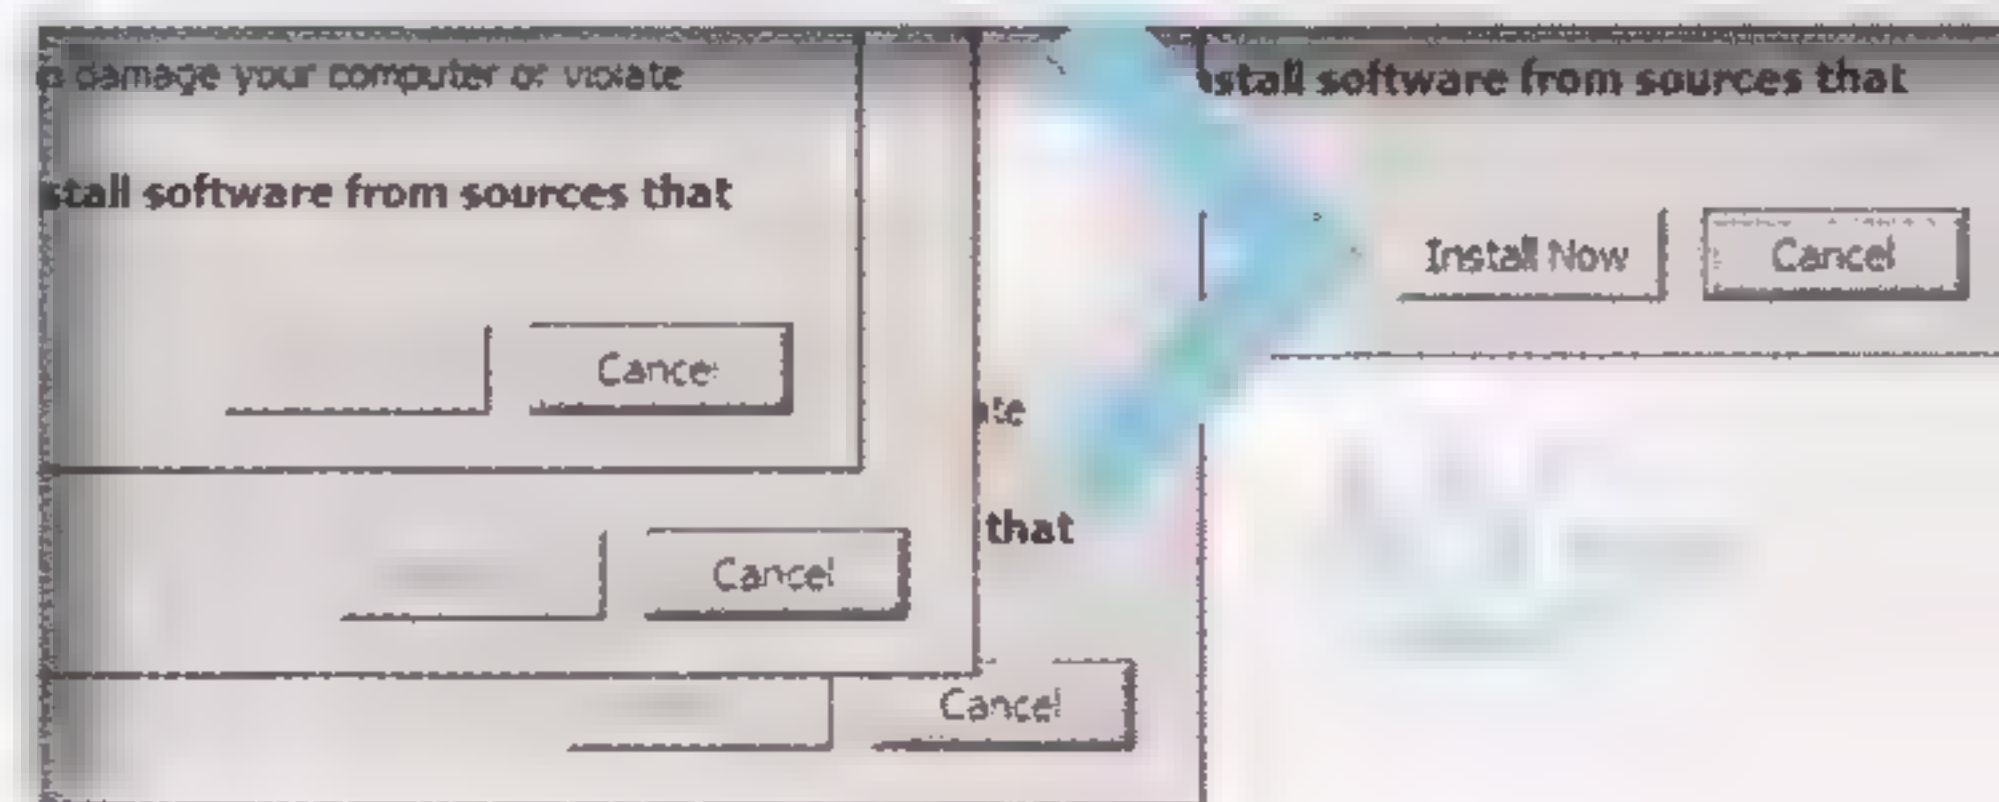 damage your computer or violate
stall software from sources that
Cancel
Cancel
te
that
Cancel
stall software from sources that
Install Now
Cancel